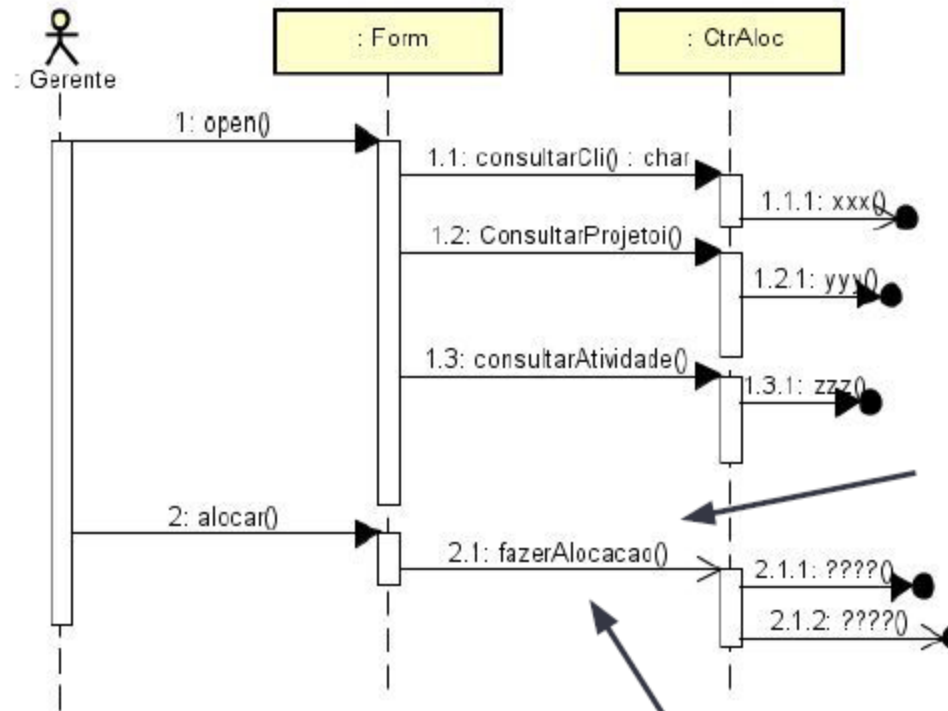 : Form
: CtrAloc
: Gerente
1: open()
1.1: consultarCli() : char
1.1.1: xxx()
1.2: ConsultarProjetoi()
1.2.1: yyy()
1.3: consultarAtividade()
1.3.1: zzz()
2: alocar()
2.1: fazerAlocacao()
2.1.1: ????()
2.1.2: ????()